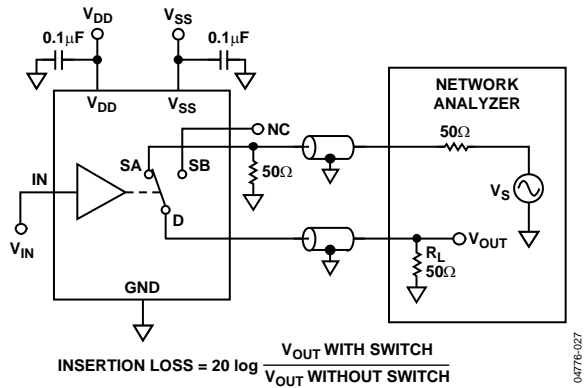 VDD
VSS
0.1µF
0.1µF
VDD
VSS
NC
NETWORK
ANALYZER
50Ω
SA
SB
IN
50Ω
VS
D
VOUT
VIN
RL
50Ω
GND
INSERTION LOSS = 20 log VOUT WITH SWITCH
VOUT WITHOUT SWITCH
04776-027